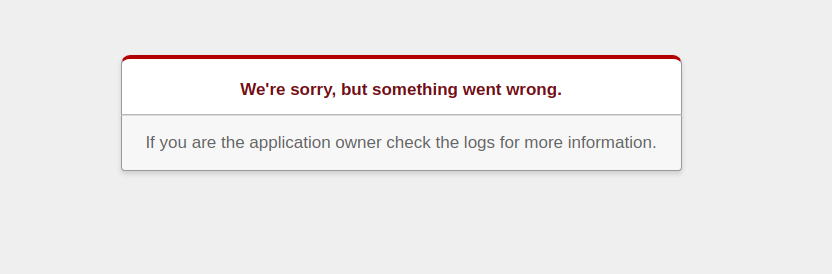 We're sorry, but something went wrong.
If you are the application owner check the logs for more information.